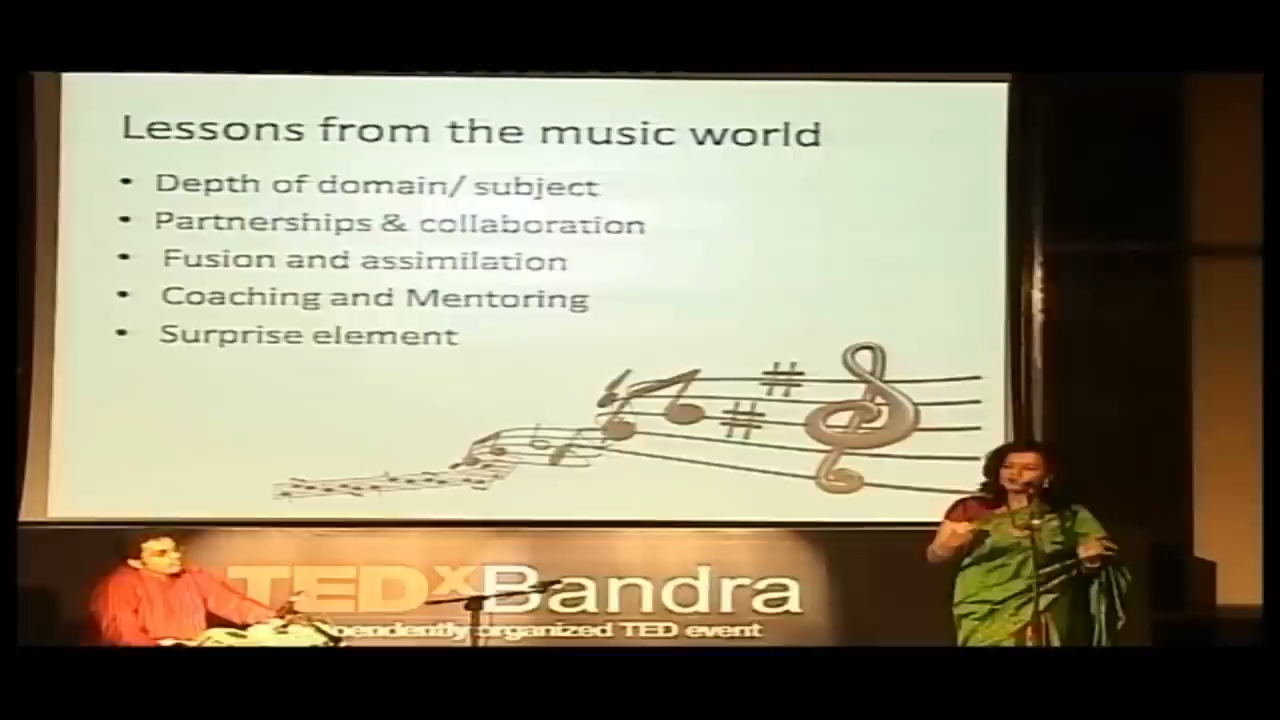 Lessons from the music world
• Depth of domain/ subject
• Partnerships & collaboration
• Fusion and assimilation
• Coaching and Mentoring
• Surprise element
TEDxBandra
organized TED event